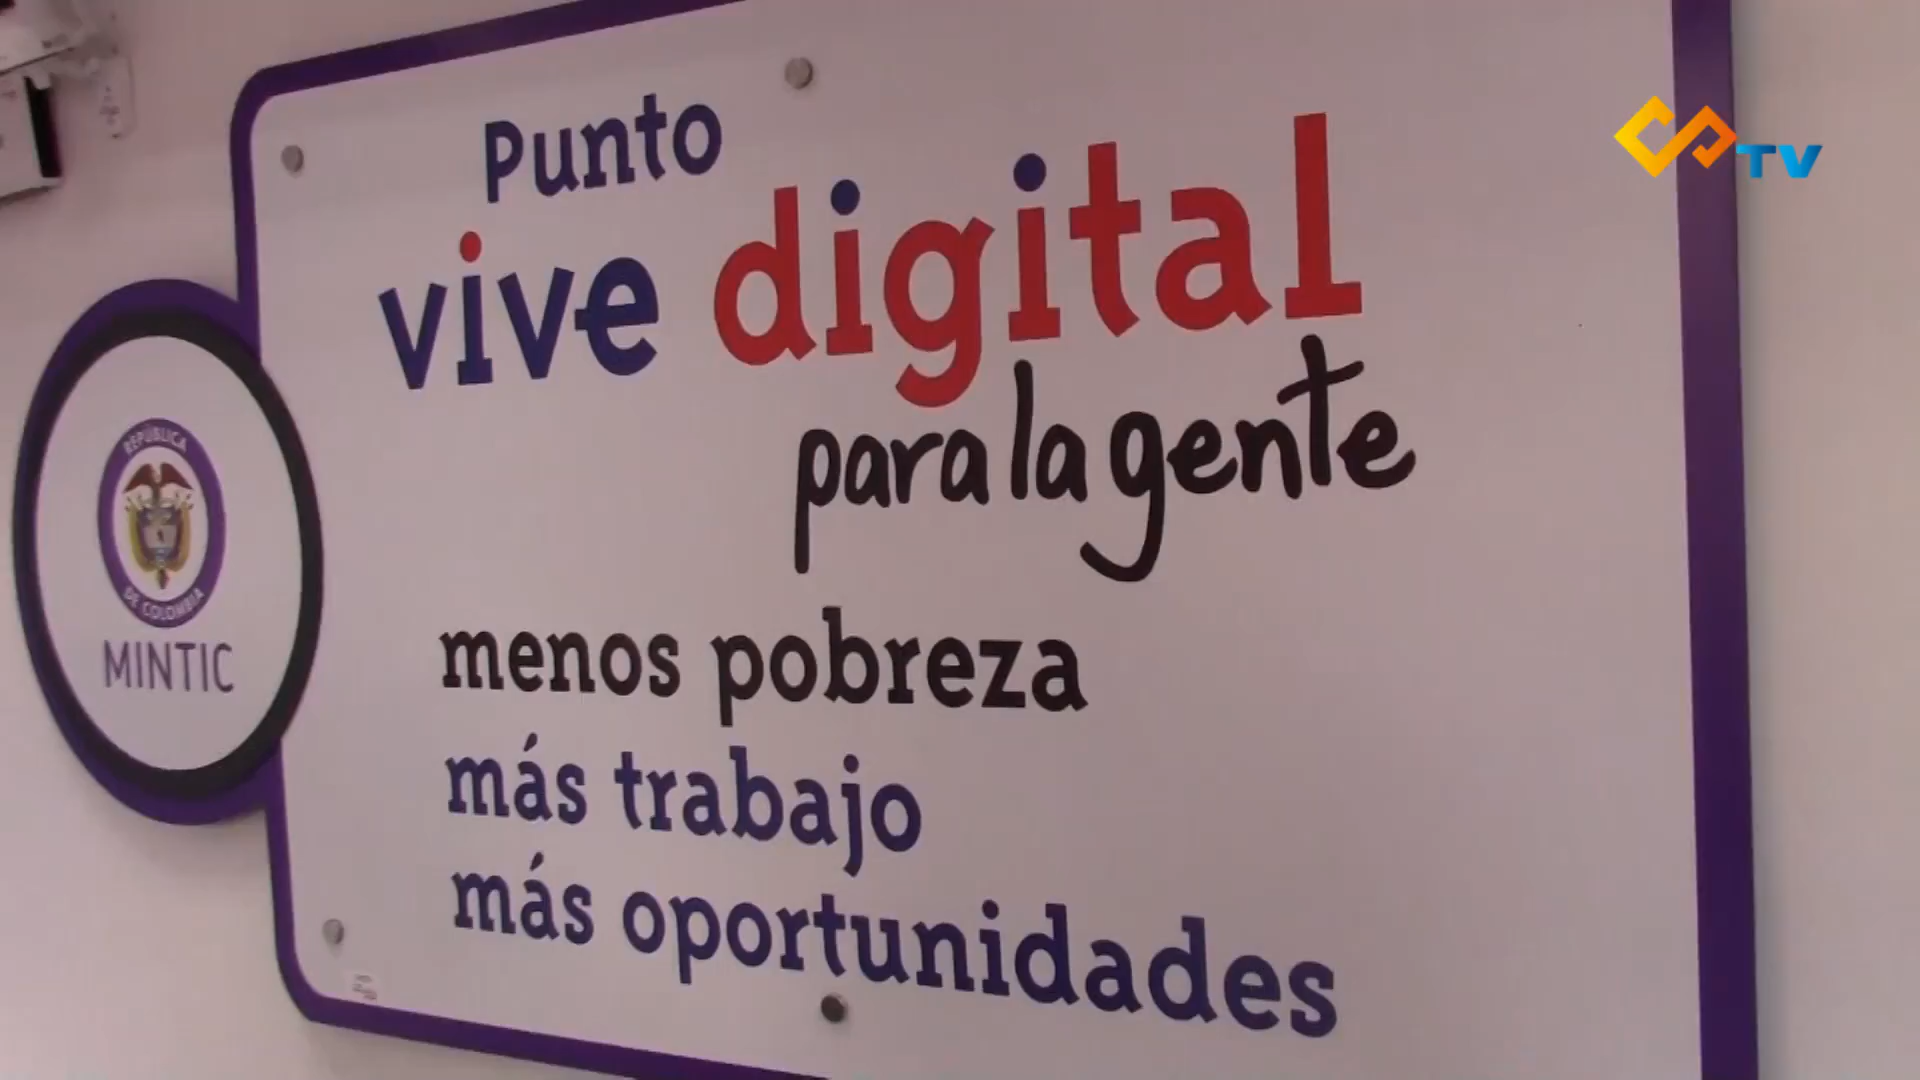 Punto
vive digital
para la gente
menos pobreza
más trabajo
más oportunidades
REPÚBLICA
DE COLOMBIA
MINTIC
TV